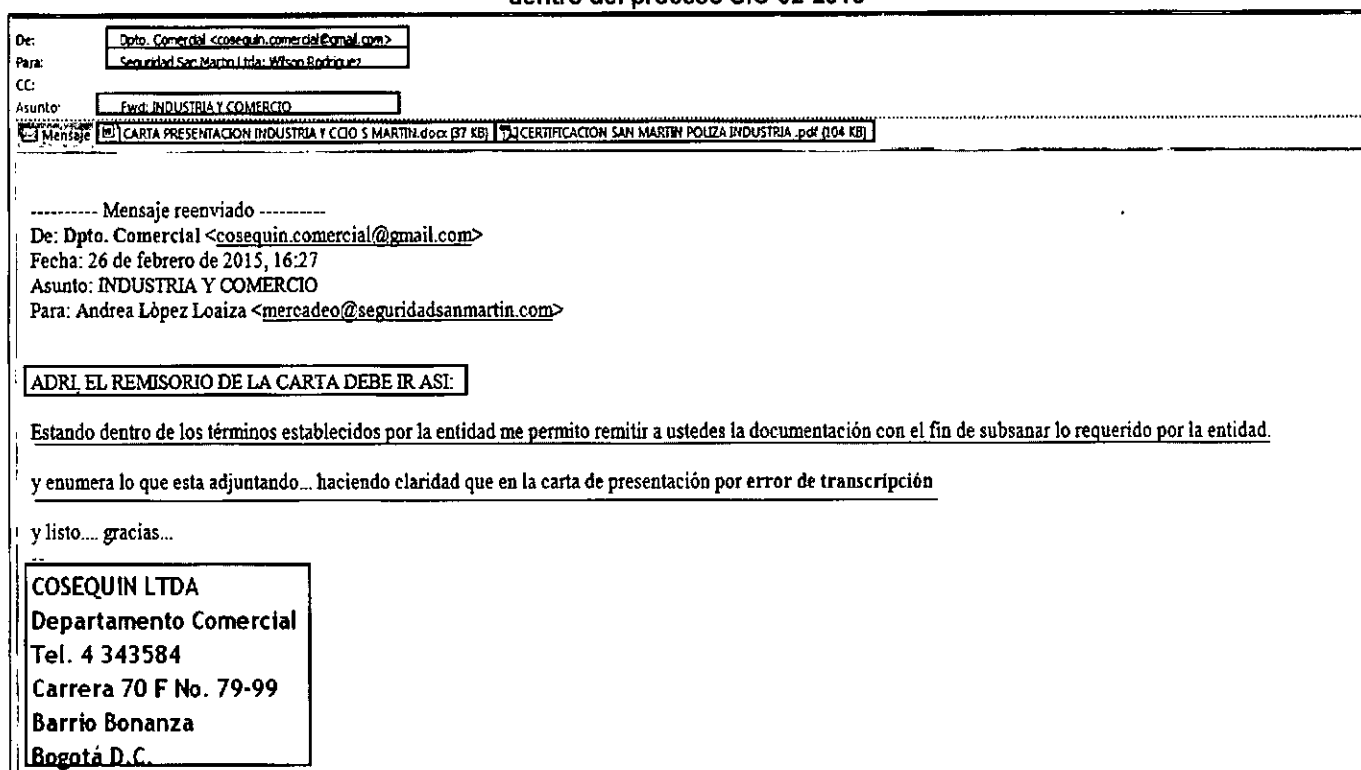 De: Dpto. Comercial <cosequin.comercial@gmail.com>
Para: Seguridad San Martin Ltda; Wilson Rodriguez
CC:
Asunto: Fwd: INDUSTRIA Y COMERCIO
Mensaje CARTA PRESENTACION INDUSTRIA Y CCIO S MARTIN.docx (37 KB) CERTIFICACION SAN MARTIN POLIZA INDUSTRIA .pdf (104 KB)
---------- Mensaje reenviado ----------
De: Dpto. Comercial <cosequin.comercial@gmail.com>
Fecha: 26 de febrero de 2015, 16:27
Asunto: INDUSTRIA Y COMERCIO
Para: Andrea Lòpez Loaiza <mercadeo@seguridadsanmartin.com>
ADRI, EL REMISORIO DE LA CARTA DEBE IR ASI:
Estando dentro de los términos establecidos por la entidad me permito remitir a ustedes la documentación con el fin de subsanar lo requerido por la entidad.
y enumera lo que esta adjuntando... haciendo claridad que en la carta de presentación por error de transcripción
y listo.... gracias...
--
COSEQUIN LTDA
Departamento Comercial
Tel. 4 343584
Carrera 70 F No. 79-99
Barrio Bonanza
Bogotá D.C.